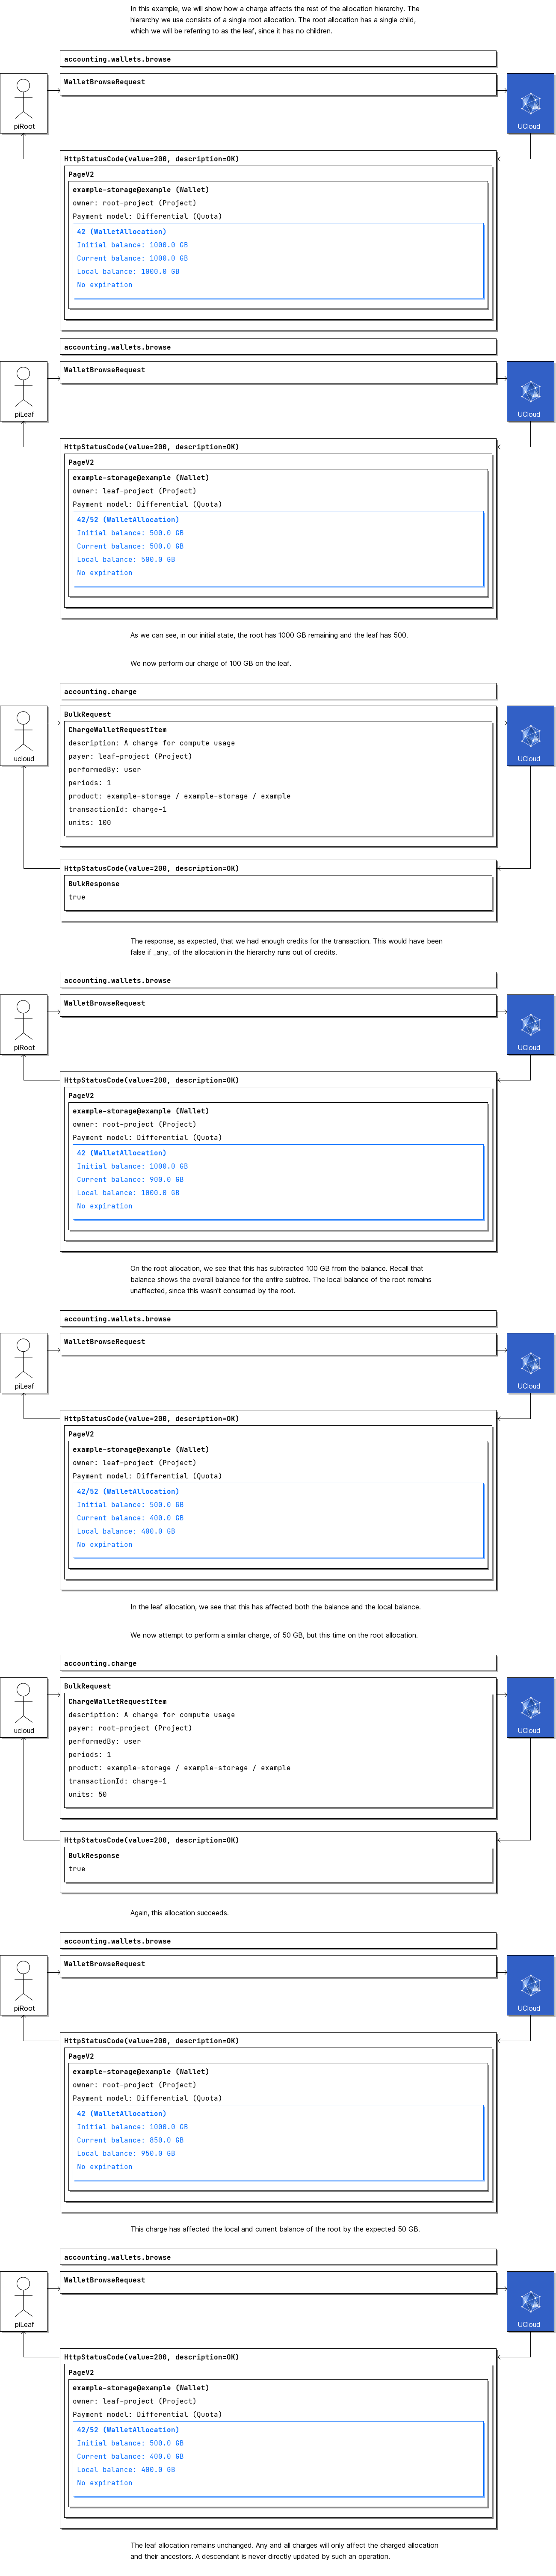 In this example, we will show how a charge affects the rest of the allocation hierarchy. The
hierarchy we use consists of a single root allocation. The root allocation has a single child,
which we will be referring to as the leaf, since it has no children.
accounting.wallets.browse
WalletBrowseRequest
piRoot
UCloud
HttpStatusCode(value=200, description=OK)
PageV2
example-storage@example (Wallet)
owner: root-project (Project)
Payment model: Differential (Quota)
42 (WalletAllocation)
Initial balance: 1000.0 GB
Current balance: 1000.0 GB
Local balance: 1000.0 GB
No expiration
accounting.wallets.browse
WalletBrowseRequest
piLeaf
UCloud
HttpStatusCode(value=200, description=OK)
PageV2
example-storage@example (Wallet)
owner: leaf-project (Project)
Payment model: Differential (Quota)
42/52 (WalletAllocation)
Initial balance: 500.0 GB
Current balance: 500.0 GB
Local balance: 500.0 GB
No expiration
As we can see, in our initial state, the root has 1000 GB remaining and the leaf has 500.
We now perform our charge of 100 GB on the leaf.
accounting.charge
BulkRequest
ChargeWalletRequestItem
description: A charge for compute usage
payer: leaf-project (Project)
performedBy: user
periods: 1
product: example-storage / example-storage / example
transactionId: charge-1
units: 100
ucloud
UCloud
HttpStatusCode(value=200, description=OK)
BulkResponse
true
The response, as expected, that we had enough credits for the transaction. This would have been
false if _any_ of the allocation in the hierarchy runs out of credits.
accounting.wallets.browse
WalletBrowseRequest
piRoot
UCloud
HttpStatusCode(value=200, description=OK)
PageV2
example-storage@example (Wallet)
owner: root-project (Project)
Payment model: Differential (Quota)
42 (WalletAllocation)
Initial balance: 1000.0 GB
Current balance: 900.0 GB
Local balance: 1000.0 GB
No expiration
On the root allocation, we see that this has subtracted 100 GB from the balance. Recall that
balance shows the overall balance for the entire subtree. The local balance of the root remains
unaffected, since this wasn't consumed by the root.
accounting.wallets.browse
WalletBrowseRequest
piLeaf
UCloud
HttpStatusCode(value=200, description=OK)
PageV2
example-storage@example (Wallet)
owner: leaf-project (Project)
Payment model: Differential (Quota)
42/52 (WalletAllocation)
Initial balance: 500.0 GB
Current balance: 400.0 GB
Local balance: 400.0 GB
No expiration
In the leaf allocation, we see that this has affected both the balance and the local balance.
We now attempt to perform a similar charge, of 50 GB, but this time on the root allocation.
accounting.charge
BulkRequest
ChargeWalletRequestItem
description: A charge for compute usage
payer: root-project (Project)
performedBy: user
periods: 1
product: example-storage / example-storage / example
transactionId: charge-1
units: 50
ucloud
UCloud
HttpStatusCode(value=200, description=OK)
BulkResponse
true
Again, this allocation succeeds.
accounting.wallets.browse
WalletBrowseRequest
piRoot
UCloud
HttpStatusCode(value=200, description=OK)
PageV2
example-storage@example (Wallet)
owner: root-project (Project)
Payment model: Differential (Quota)
42 (WalletAllocation)
Initial balance: 1000.0 GB
Current balance: 850.0 GB
Local balance: 950.0 GB
No expiration
This charge has affected the local and current balance of the root by the expected 50 GB.
accounting.wallets.browse
WalletBrowseRequest
piLeaf
UCloud
HttpStatusCode(value=200, description=OK)
PageV2
example-storage@example (Wallet)
owner: leaf-project (Project)
Payment model: Differential (Quota)
42/52 (WalletAllocation)
Initial balance: 500.0 GB
Current balance: 400.0 GB
Local balance: 400.0 GB
No expiration
The leaf allocation remains unchanged. Any and all charges will only affect the charged allocation
and their ancestors. A descendant is never directly updated by such an operation.